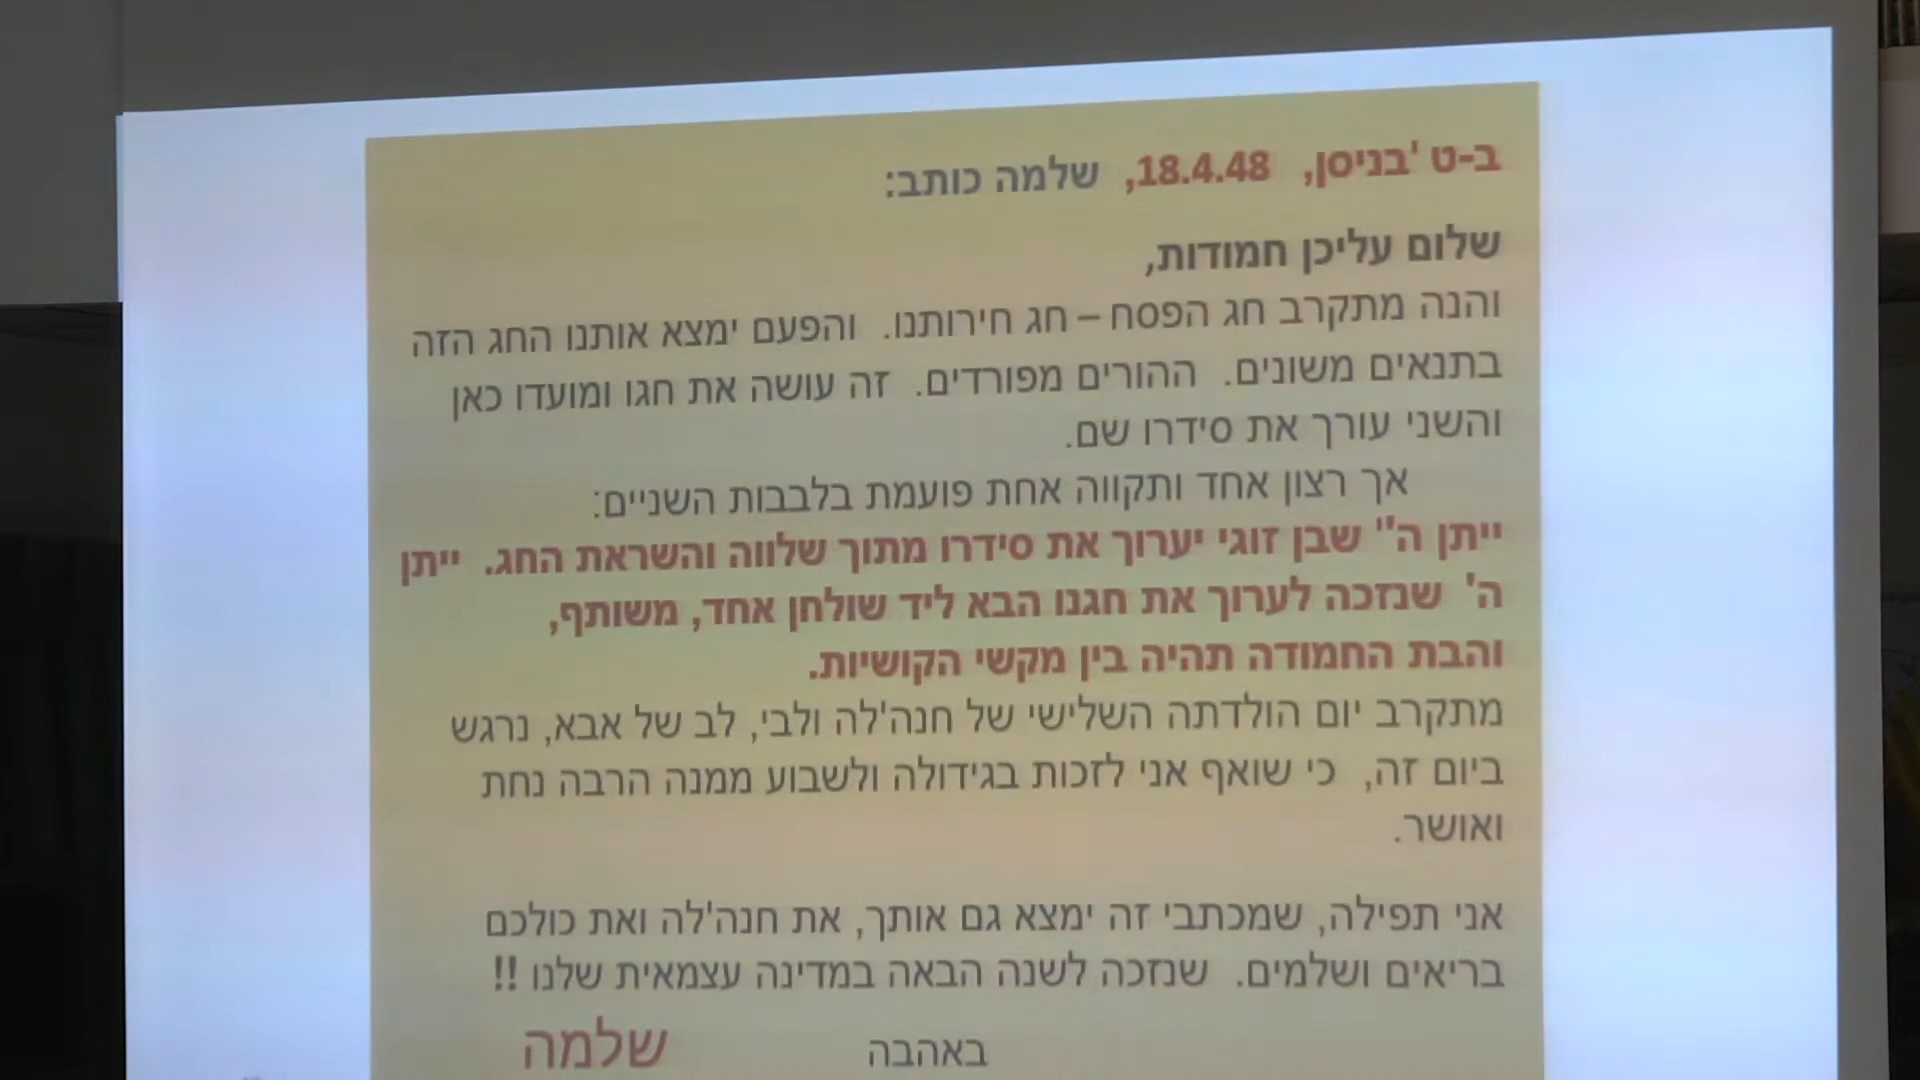 ב-ט 'בניסן, 18.4.48, שלמה כותב:
שלום עליכן חמודות,
והנה מתקרב חג הפסח – חג חירותנו. והפעם ימצא אותנו החג הזה
בתנאים משונים. ההורים מפורדים. זה עושה את חגו ומועדו כאן
והשני עורך את סידרו שם.
אך רצון אחד ותקווה אחת פועמת בלבבות השניים:
ייתן ה'' שבן זוגי יערוך את סידרו מתוך שלווה והשראת החג. ייתן
ה' שנזכה לערוך את חגנו הבא ליד שולחן אחד, משותף,
והבת החמודה תהיה בין מקשי הקושיות.
מתקרב יום הולדתה השלישי של חנה'לה ולבי, לב של אבא, נרגש
ביום זה, כי שואף אני לזכות בגידולה ולשבוע ממנה הרבה נחת
ואושר.
אני תפילה, שמכתבי זה ימצא גם אותך, את חנה'לה ואת כולכם
בריאים ושלמים. שנזכה לשנה הבאה במדינה עצמאית שלנו !!
באהבה שלמה